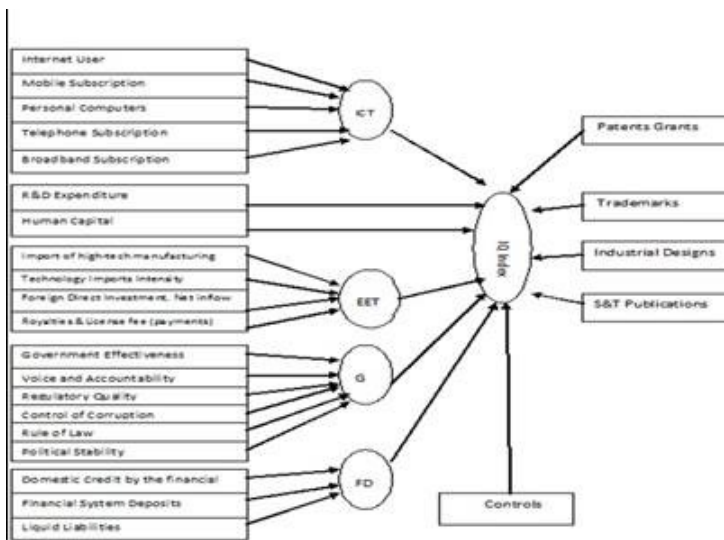 Internet User
Mobile Subscription
Personal Computers
Telephone Subscription
Broadband Subscription
ICT
R&D Expenditure
Human Capital
Import of high-tech manufacturing
Technology Imports Intensity
Foreign Direct Investment, Net inflow
Royalties & License fee (payments)
EET
Government Effectiveness
Voice and Accountability
Regulatory Quality
Control of Corruption
Rule of Law
Political Stability
G
Domestic Credit by the financial
Financial System Deposits
Liquid Liabilities
FD
IQ Index
Patents Grants
Trademarks
Industrial Designs
S&T Publications
Controls